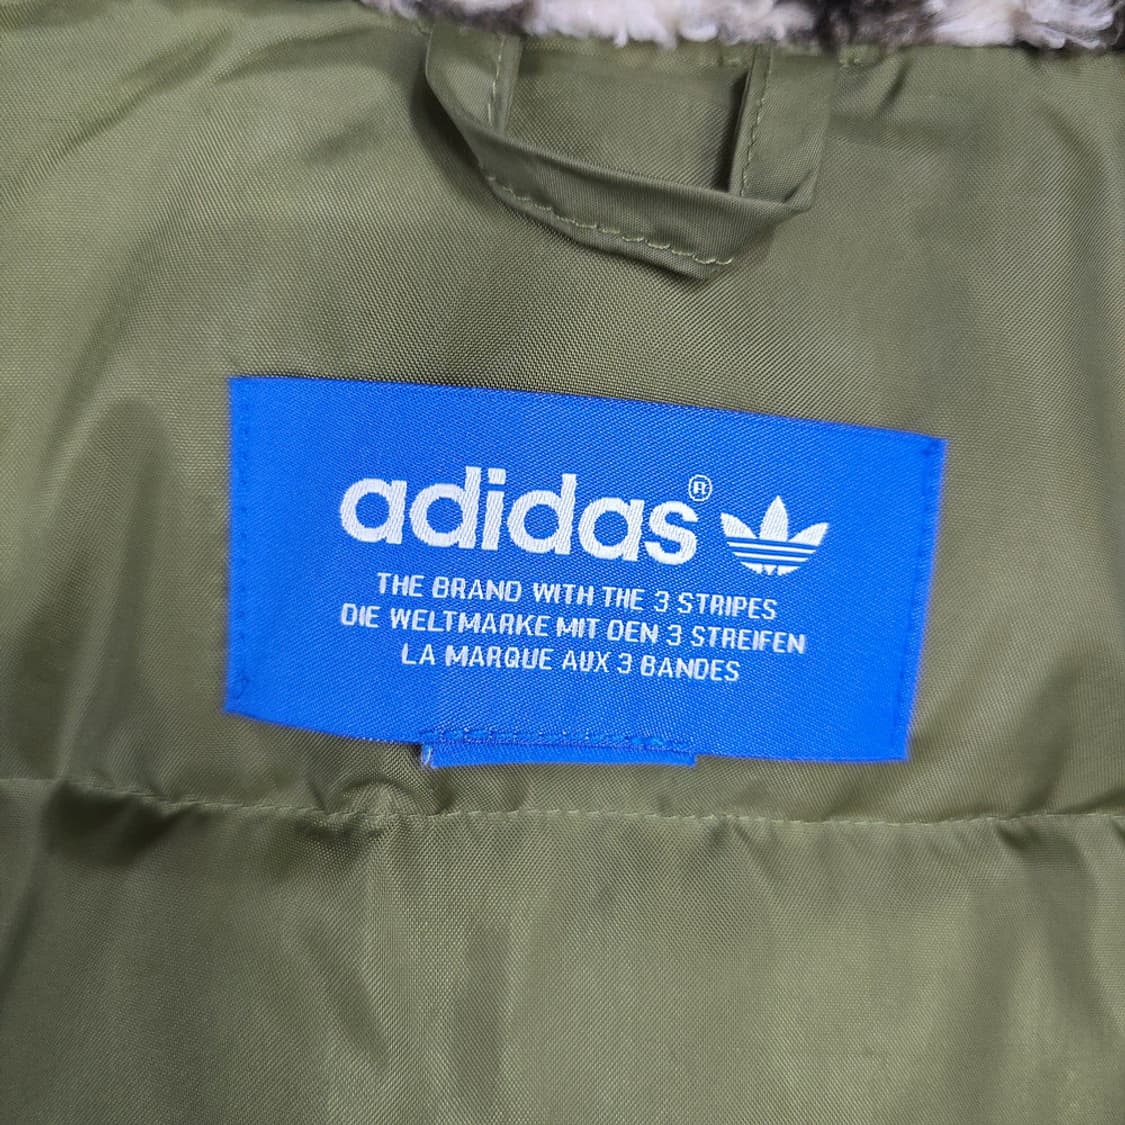 adidas®
THE BRAND WITH THE 3 STRIPES
DIE WELTMARKE MIT DEN 3 STREIFEN
LA MARQUE AUX 3 BANDES